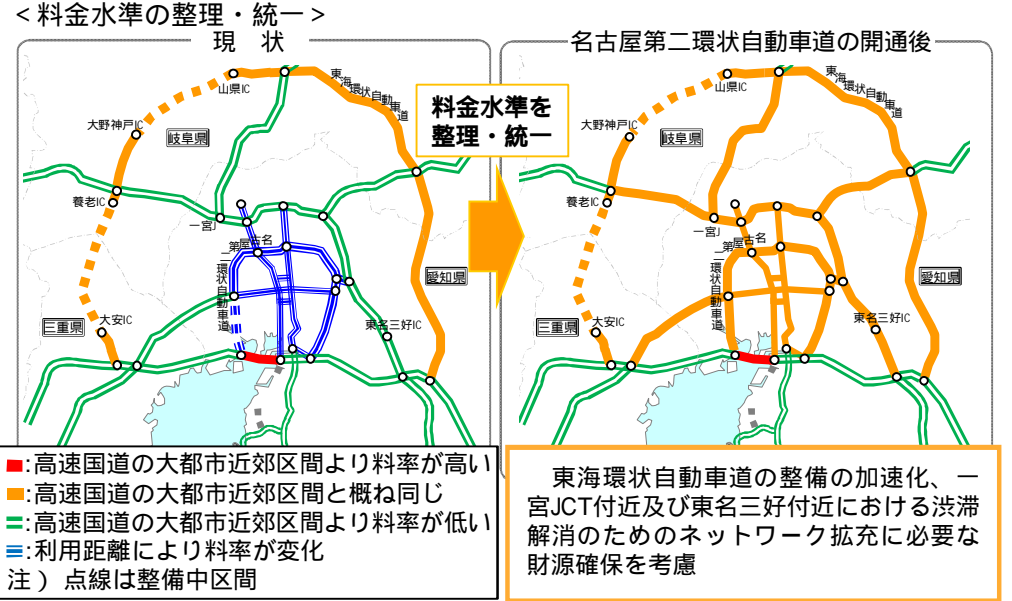 ＜料金水準の整理・統一＞
現　状
東海環状自動車道
山県IC
大野神戸IC
岐阜県
養老IC
一宮J
名古屋第二環状自動車道
愛知県
三重県
大安IC
東名三好IC
料金水準を
整理・統一
名古屋第二環状自動車道の開通後
東海環状自動車道
山県IC
大野神戸IC
岐阜県
養老IC
一宮J
名古屋第二環状自動車道
愛知県
三重県
大安IC
東名三好IC
:高速国道の大都市近郊区間より料率が高い
:高速国道の大都市近郊区間と概ね同じ
:高速国道の大都市近郊区間より料率が低い
:利用距離により料率が変化
注） 点線は整備中区間
東海環状自動車道の整備の加速化、一
宮JCT付近及び東名三好付近における渋滞
解消のためのネットワーク拡充に必要な
財源確保を考慮